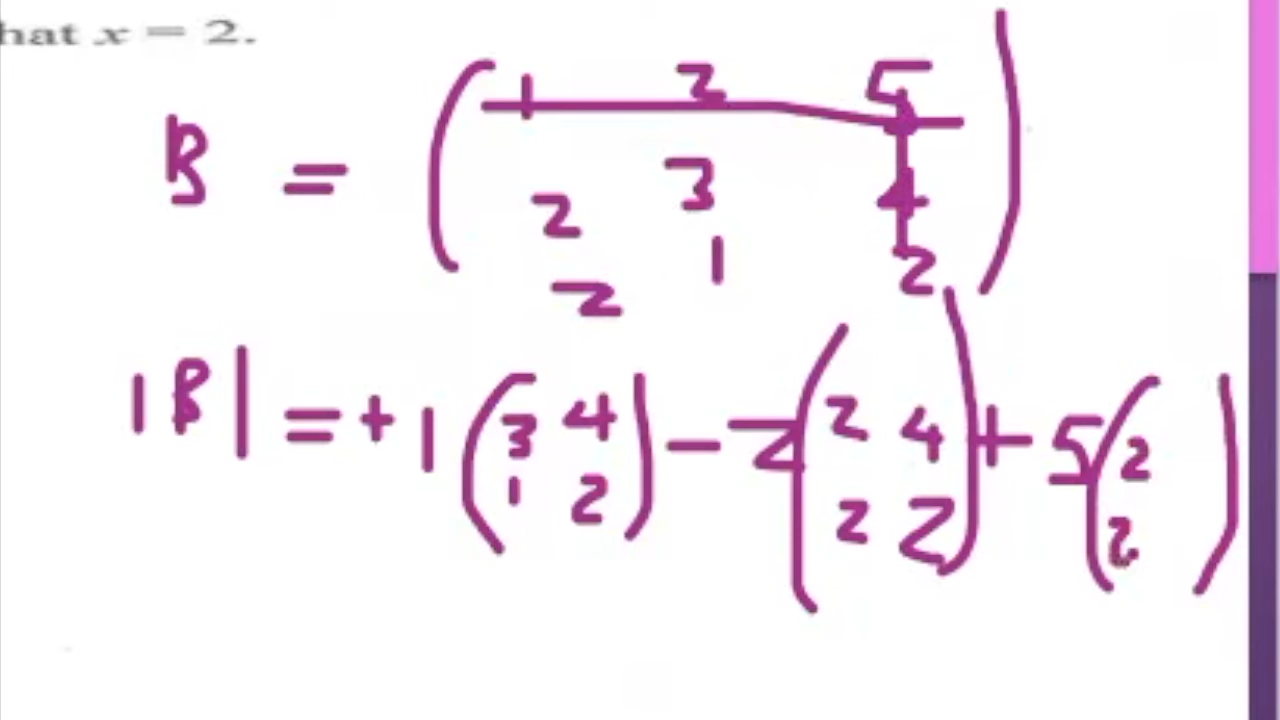 hat x = 2.
B = ( 1 2 5
2 3 4
2 1 2 )
|B| = + 1 ( 3 4 ) - 2 ( 2 4 ) + 5 ( 2 )
1 2 2 2 2